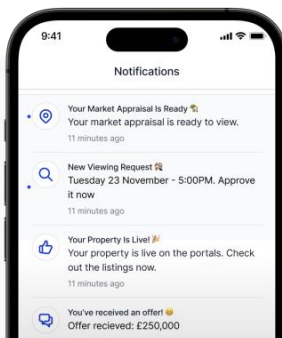 9:41
Notifications
Your Market Appraisal Is Ready 🏡
Your market appraisal is ready to view.
11 minutes ago
New Viewing Request 👯
Tuesday 23 November - 5:00PM. Approve
it now
11 minutes ago
Your Property Is Live! 🎉
Your property is live on the portals. Check
out the listings now.
11 minutes ago
You've received an offer! 😀
Offer recieved: £250,000